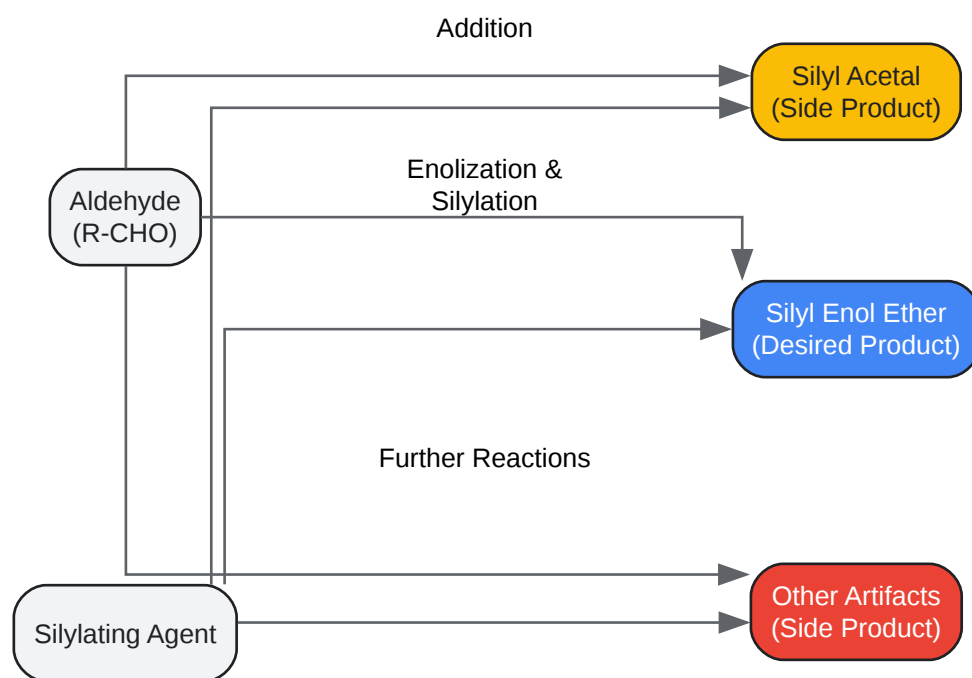 Addition
Silyl Acetal
(Side Product)
Aldehyde
(R-CHO)
Enolization &
Silylation
Silyl Enol Ether
(Desired Product)
Further Reactions
Silylating Agent
Other Artifacts
(Side Product)